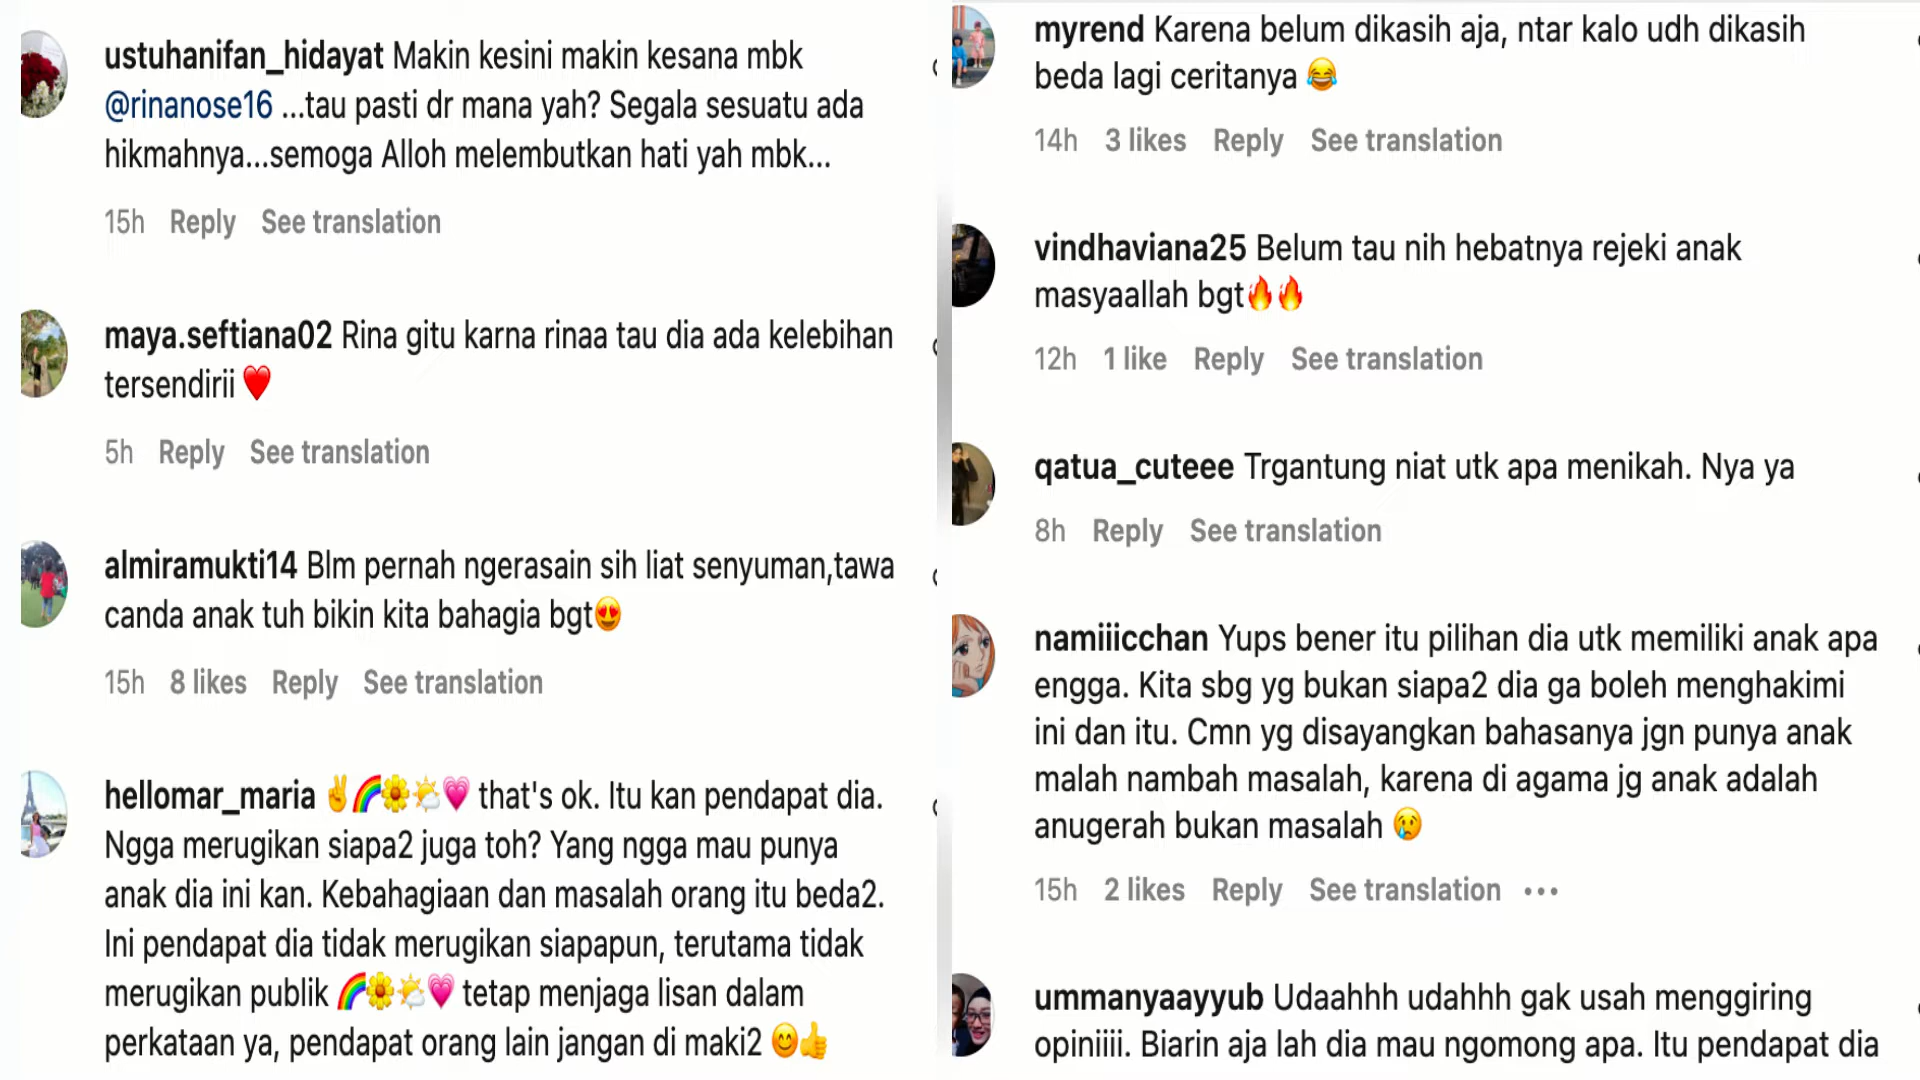 ustuhanifan_hidayat Makin kesini makin kesana mbk
@rinanose16 ...tau pasti dr mana yah? Segala sesuatu ada
hikmahnya...semoga Alloh melembutkan hati yah mbk...
15h Reply See translation
maya.seftiana02 Rina gitu karna rinaa tau dia ada kelebihan
tersendirii ❤️
5h Reply See translation
almiramukti14 Blm pernah ngerasain sih liat senyuman,tawa
canda anak tuh bikin kita bahagia bgt😍
15h 8 likes Reply See translation
hellomar_maria ✌️🌈🌼🌤️💗 that's ok. Itu kan pendapat dia.
Ngga merugikan siapa2 juga toh? Yang ngga mau punya
anak dia ini kan. Kebahagiaan dan masalah orang itu beda2.
Ini pendapat dia tidak merugikan siapapun, terutama tidak
merugikan publik 🌈🌼🌤️💗 tetap menjaga lisan dalam
perkataan ya, pendapat orang lain jangan di maki2 😊👍
myrend Karena belum dikasih aja, ntar kalo udh dikasih
beda lagi ceritanya 😂
14h 3 likes Reply See translation
vindhaviana25 Belum tau nih hebatnya rejeki anak
masyaallah bgt🔥🔥
12h 1 like Reply See translation
qatua_cuteee Trgantung niat utk apa menikah. Nya ya
8h Reply See translation
namiiicchan Yups bener itu pilihan dia utk memiliki anak apa
engga. Kita sbg yg bukan siapa2 dia ga boleh menghakimi
ini dan itu. Cmn yg disayangkan bahasanya jgn punya anak
malah nambah masalah, karena di agama jg anak adalah
anugerah bukan masalah 😢
15h 2 likes Reply See translation •••
ummanyaayyub Udaahhh udahhh gak usah menggiring
opiniiii. Biarin aja lah dia mau ngomong apa. Itu pendapat dia